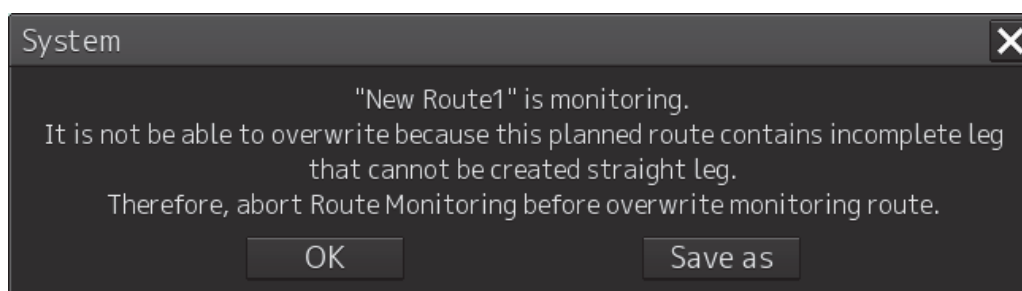 System
"New Route1" is monitoring.
It is not be able to overwrite because this planned route contains incomplete leg
that cannot be created straight leg.
Therefore, abort Route Monitoring before overwrite monitoring route.
OK
Save as